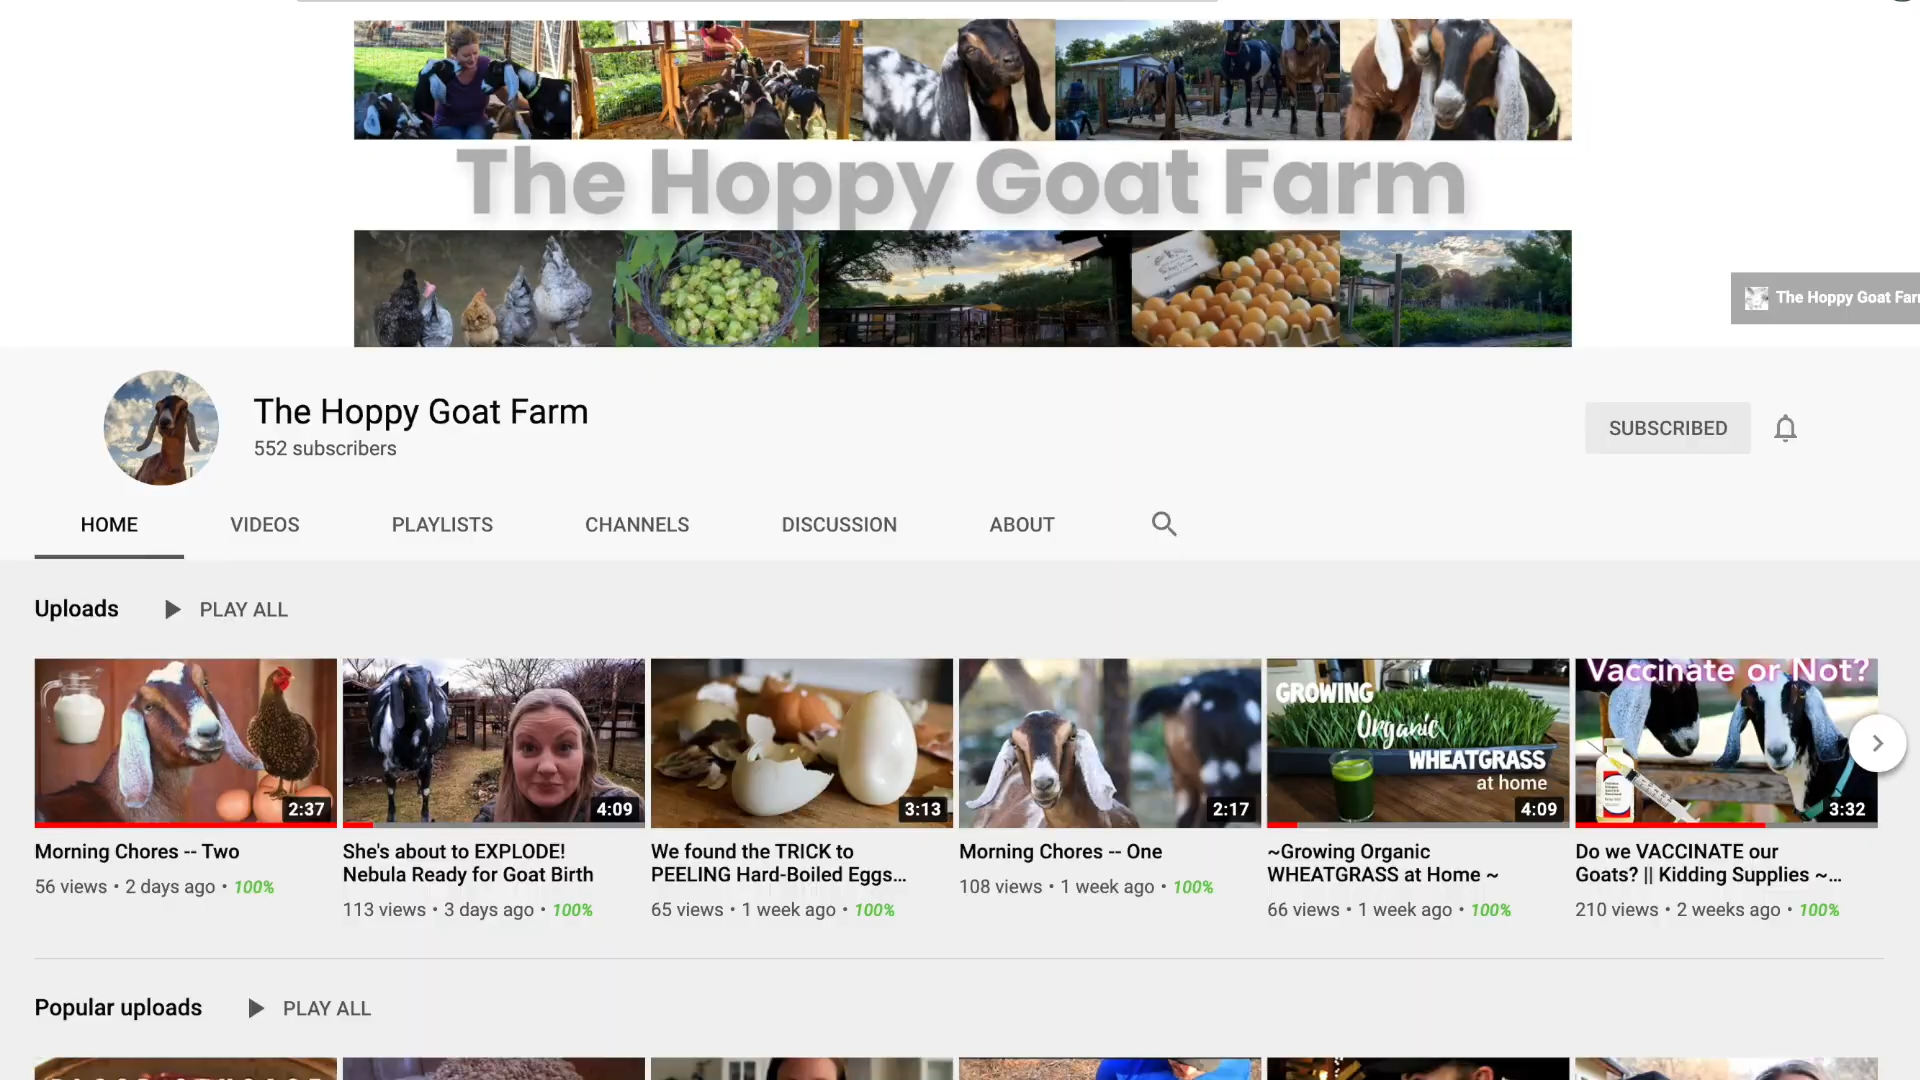 The Hoppy Goat Farm
The Hoppy Goat Far
The Hoppy Goat Farm
552 subscribers
SUBSCRIBED
HOME VIDEOS PLAYLISTS CHANNELS DISCUSSION ABOUT
Uploads PLAY ALL
Vaccinate or Not?
GROWING
Organic
WHEATGRASS
at home
2:37 4:09 3:13 2:17 4:09 3:32
Morning Chores -- Two
56 views • 2 days ago • 100%
She's about to EXPLODE!
Nebula Ready for Goat Birth
113 views • 3 days ago • 100%
We found the TRICK to
PEELING Hard-Boiled Eggs...
65 views • 1 week ago • 100%
Morning Chores -- One
108 views • 1 week ago • 100%
~Growing Organic
WHEATGRASS at Home ~
66 views • 1 week ago • 100%
Do we VACCINATE our
Goats? || Kidding Supplies ~...
210 views • 2 weeks ago • 100%
Popular uploads PLAY ALL